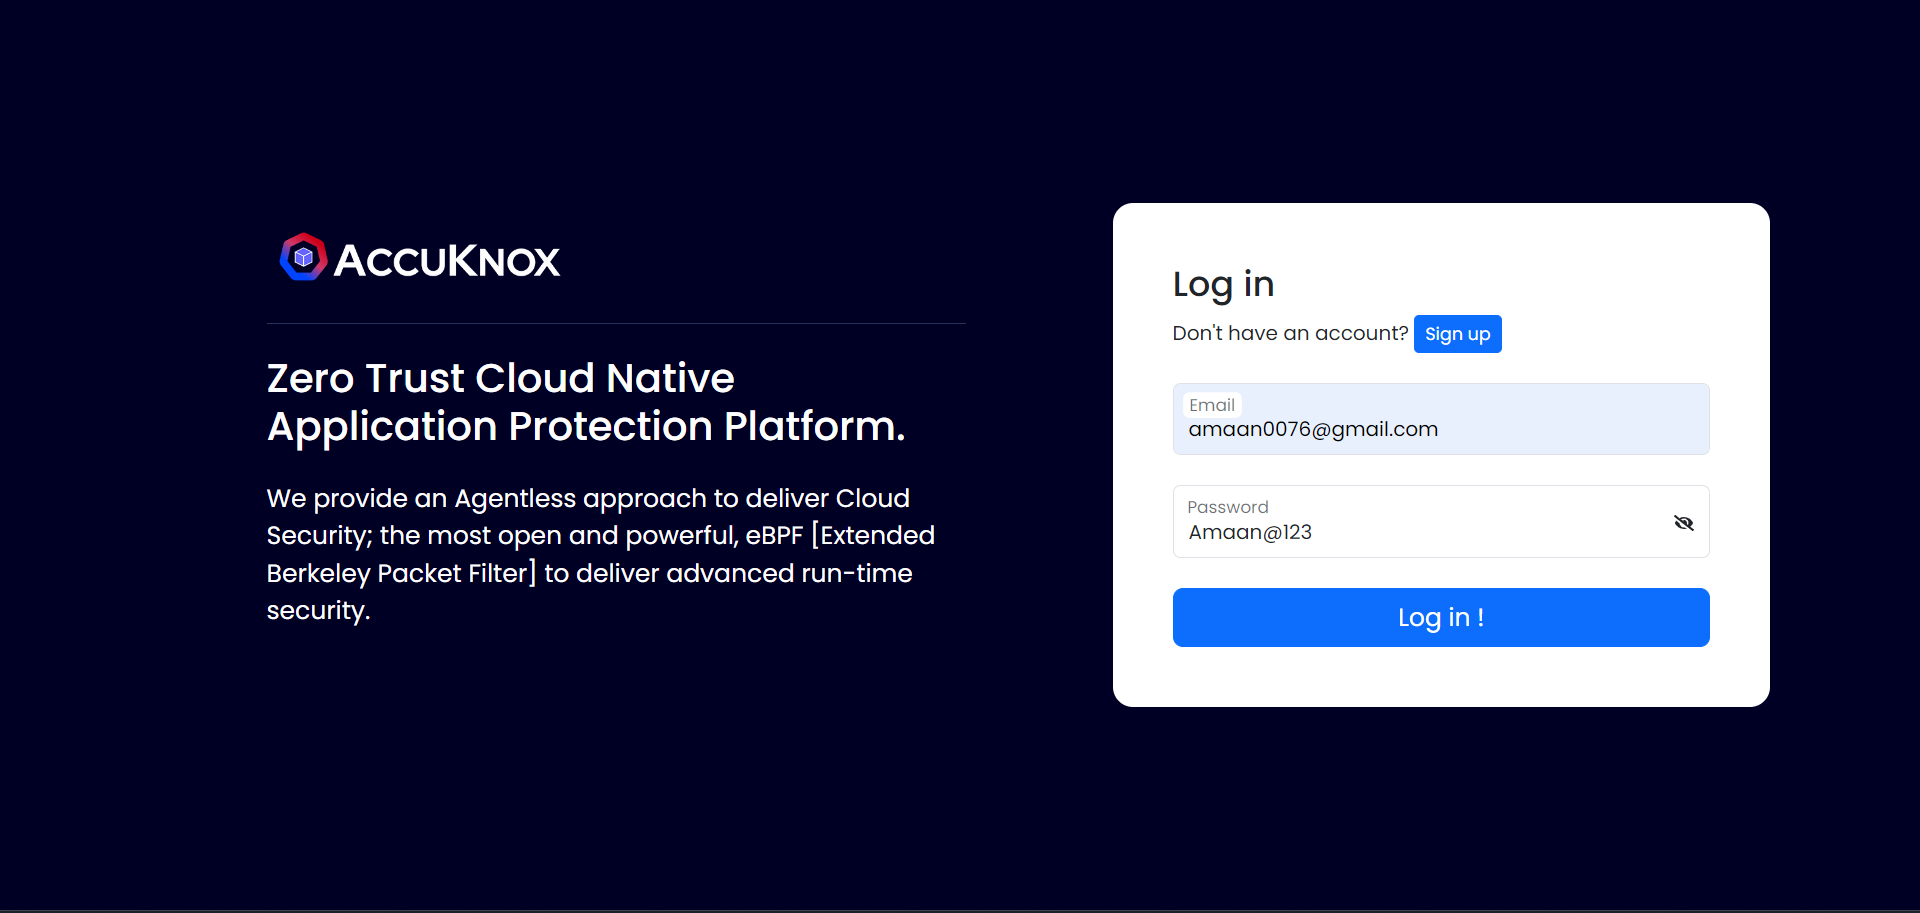 ACCUKNOX
Zero Trust Cloud Native
Application Protection Platform.
We provide an Agentless approach to deliver Cloud
Security; the most open and powerful, eBPF [Extended
Berkeley Packet Filter] to deliver advanced run-time
security.
Log in
Don't have an account? Sign up
Email
amaan0076@gmail.com
Password
Amaan@123
Log in !